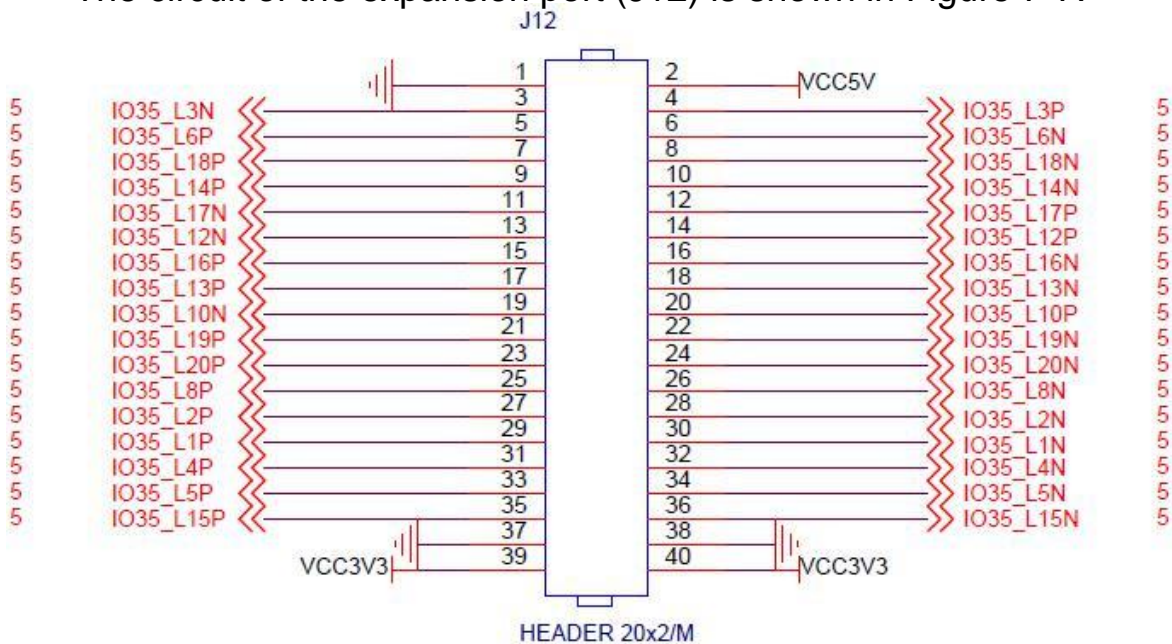 J12
1 2 VCC5V
5 IO35_L3N 3 4 IO35_L3P 5
5 IO35_L6P 5 6 IO35_L6N 5
5 IO35_L18P 7 8 IO35_L18N 5
5 IO35_L14P 9 10 IO35_L14N 5
5 IO35_L17N 11 12 IO35_L17P 5
5 IO35_L12N 13 14 IO35_L12P 5
5 IO35_L16P 15 16 IO35_L16N 5
5 IO35_L13P 17 18 IO35_L13N 5
5 IO35_L10N 19 20 IO35_L10P 5
5 IO35_L19P 21 22 IO35_L19N 5
5 IO35_L20P 23 24 IO35_L20N 5
5 IO35_L8P 25 26 IO35_L8N 5
5 IO35_L2P 27 28 IO35_L2N 5
5 IO35_L1P 29 30 IO35_L1N 5
5 IO35_L4P 31 32 IO35_L4N 5
5 IO35_L5P 33 34 IO35_L5N 5
5 IO35_L15P 35 36 IO35_L15N 5
37 38
VCC3V3 39 40 VCC3V3
HEADER 20x2/M